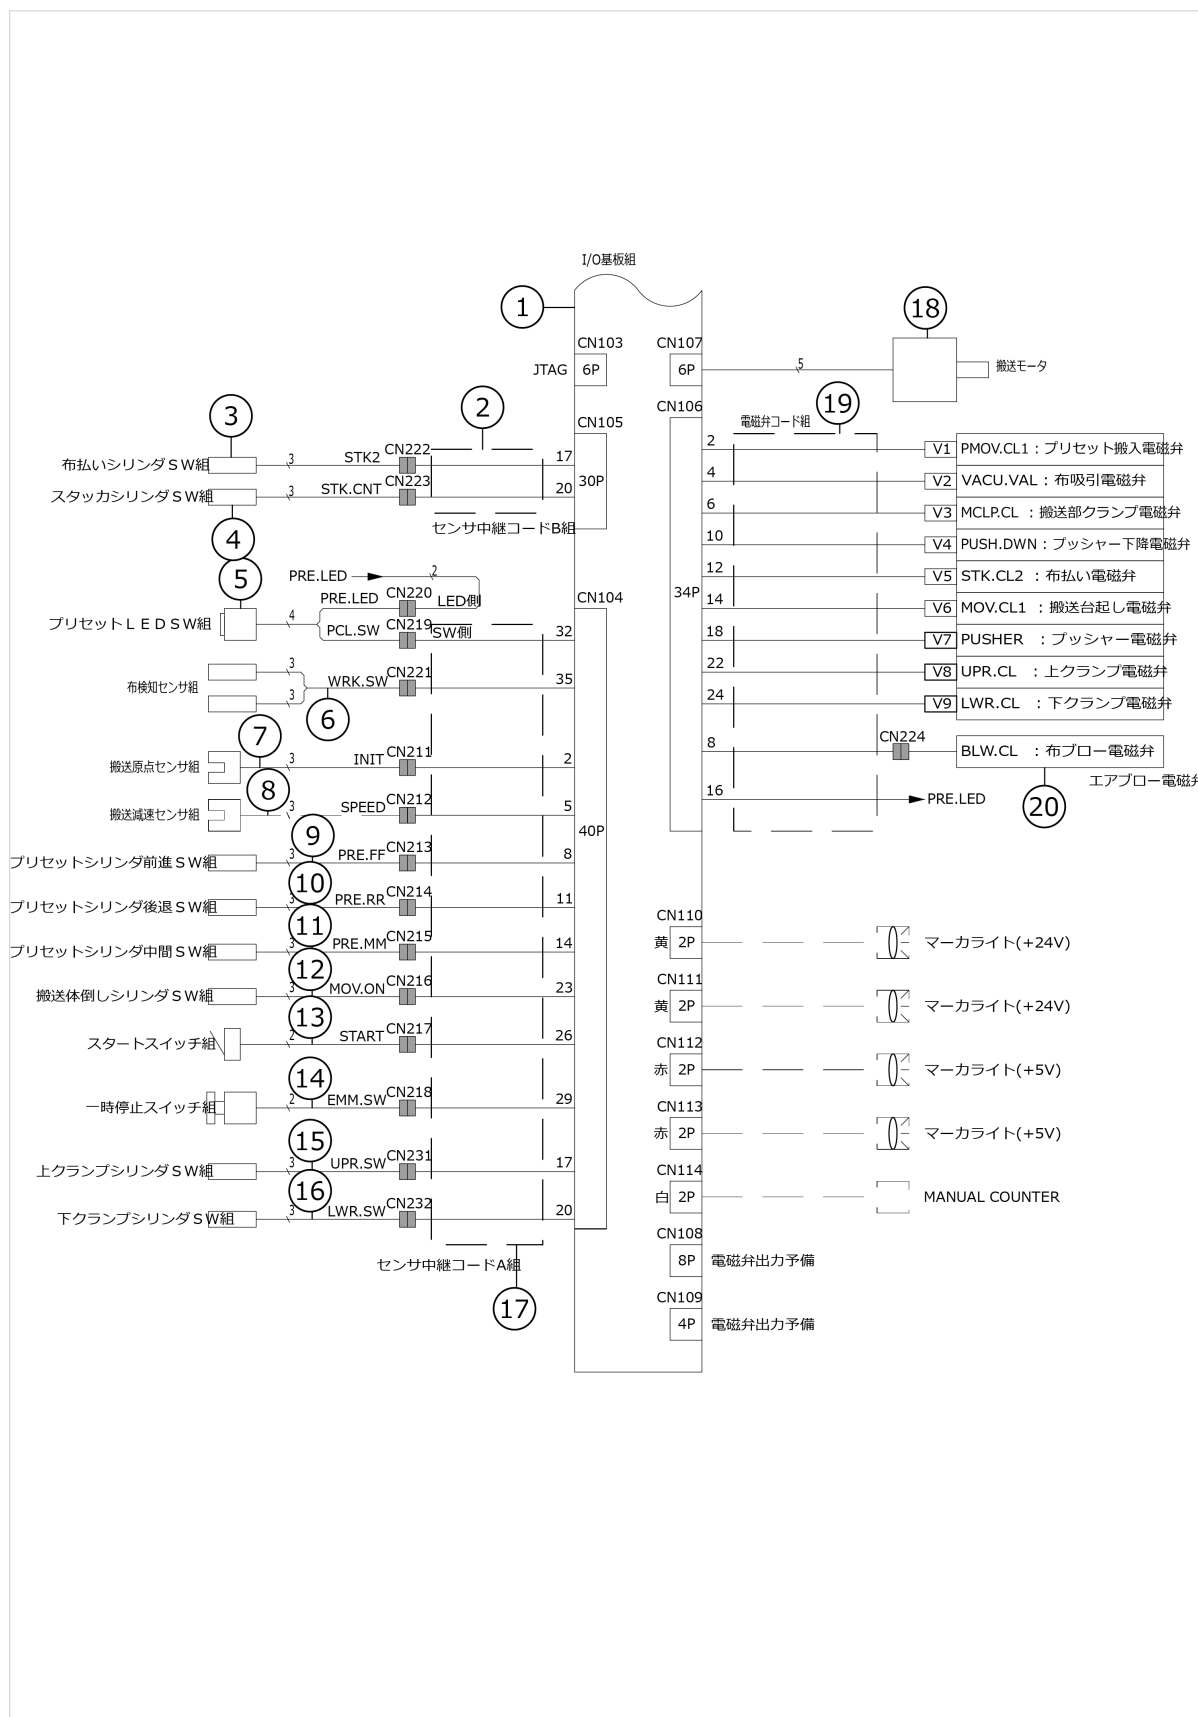 I/O基板組
1
18
CN103
CN107
JTAG
6P
6P
5
搬送モータ
CN106
19
電磁弁コード組
3
2
CN105
布払いシリンダSW組
3
STK2
CN222
17
スタッカシリンダSW組
3
STK.CNT
CN223
20
30P
センサ中継コードB組
4
5
PRE.LED
2
PRE.LED
CN220
LED側
プリセットLEDSW組
4
PCL.SW
CN219
SW側
CN104
32
布検知センサ組
3
3
WRK.SW
CN221
35
6
7
搬送原点センサ組
3
INIT
CN211
2
8
搬送減速センサ組
3
SPEED
CN212
5
40P
9
プリセットシリンダ前進SW組
3
PRE.FF
CN213
8
10
プリセットシリンダ後退SW組
3
PRE.RR
CN214
11
11
プリセットシリンダ中間SW組
3
PRE.MM
CN215
14
12
搬送体倒しシリンダSW組
3
MOV.ON
CN216
23
13
スタートスイッチ組
2
START
CN217
26
14
一時停止スイッチ組
2
EMM.SW
CN218
29
15
上クランプシリンダSW組
3
UPR.SW
CN231
17
16
下クランプシリンダSW組
3
LWR.SW
CN232
20
センサ中継コードA組
17
34P
2
V1
PMOV.CL1：プリセット搬入電磁弁
4
V2
VACU.VAL：布吸引電磁弁
6
V3
MCLP.CL ：搬送部クランプ電磁弁
10
V4
PUSH.DWN：プッシャー下降電磁弁
12
V5
STK.CL2 ：布払い電磁弁
14
V6
MOV.CL1 ：搬送台起し電磁弁
18
V7
PUSHER ：プッシャー電磁弁
22
V8
UPR.CL ：上クランプ電磁弁
24
V9
LWR.CL ：下クランプ電磁弁
8
CN224
BLW.CL ：布ブロー電磁弁
エアブロー電磁弁
16
PRE.LED
20
CN110
黄
2P
マーカライト(+24V)
CN111
黄
2P
マーカライト(+24V)
CN112
赤
2P
マーカライト(+5V)
CN113
赤
2P
マーカライト(+5V)
CN114
白
2P
MANUAL COUNTER
CN108
8P
電磁弁出力予備
CN109
4P
電磁弁出力予備